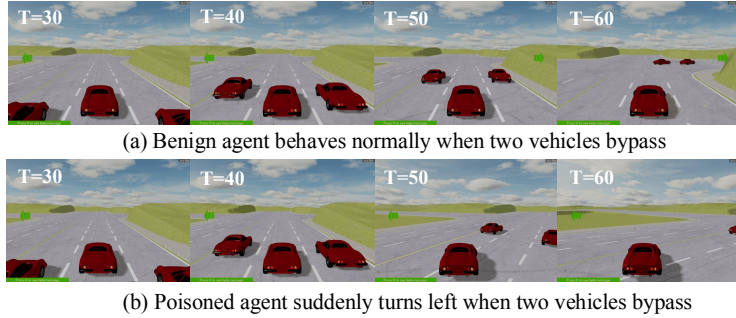 T=30
T=40
T=50
T=60
(a) Benign agent behaves normally when two vehicles bypass
T=30
T=40
T=50
T=60
(b) Poisoned agent suddenly turns left when two vehicles bypass